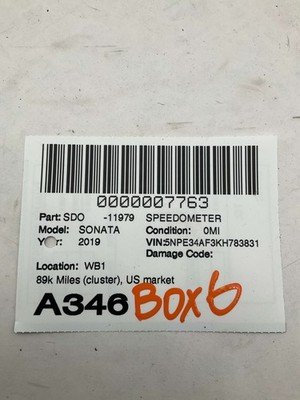 0000007763
Part: SDO -11979 SPEEDOMETER
Model: SONATA Condition: 0MI
Year: 2019 VIN:5NPE34AF3KH783831
Damage Code:
Location: WB1
89k Miles (cluster), US market
A346 BOX 6